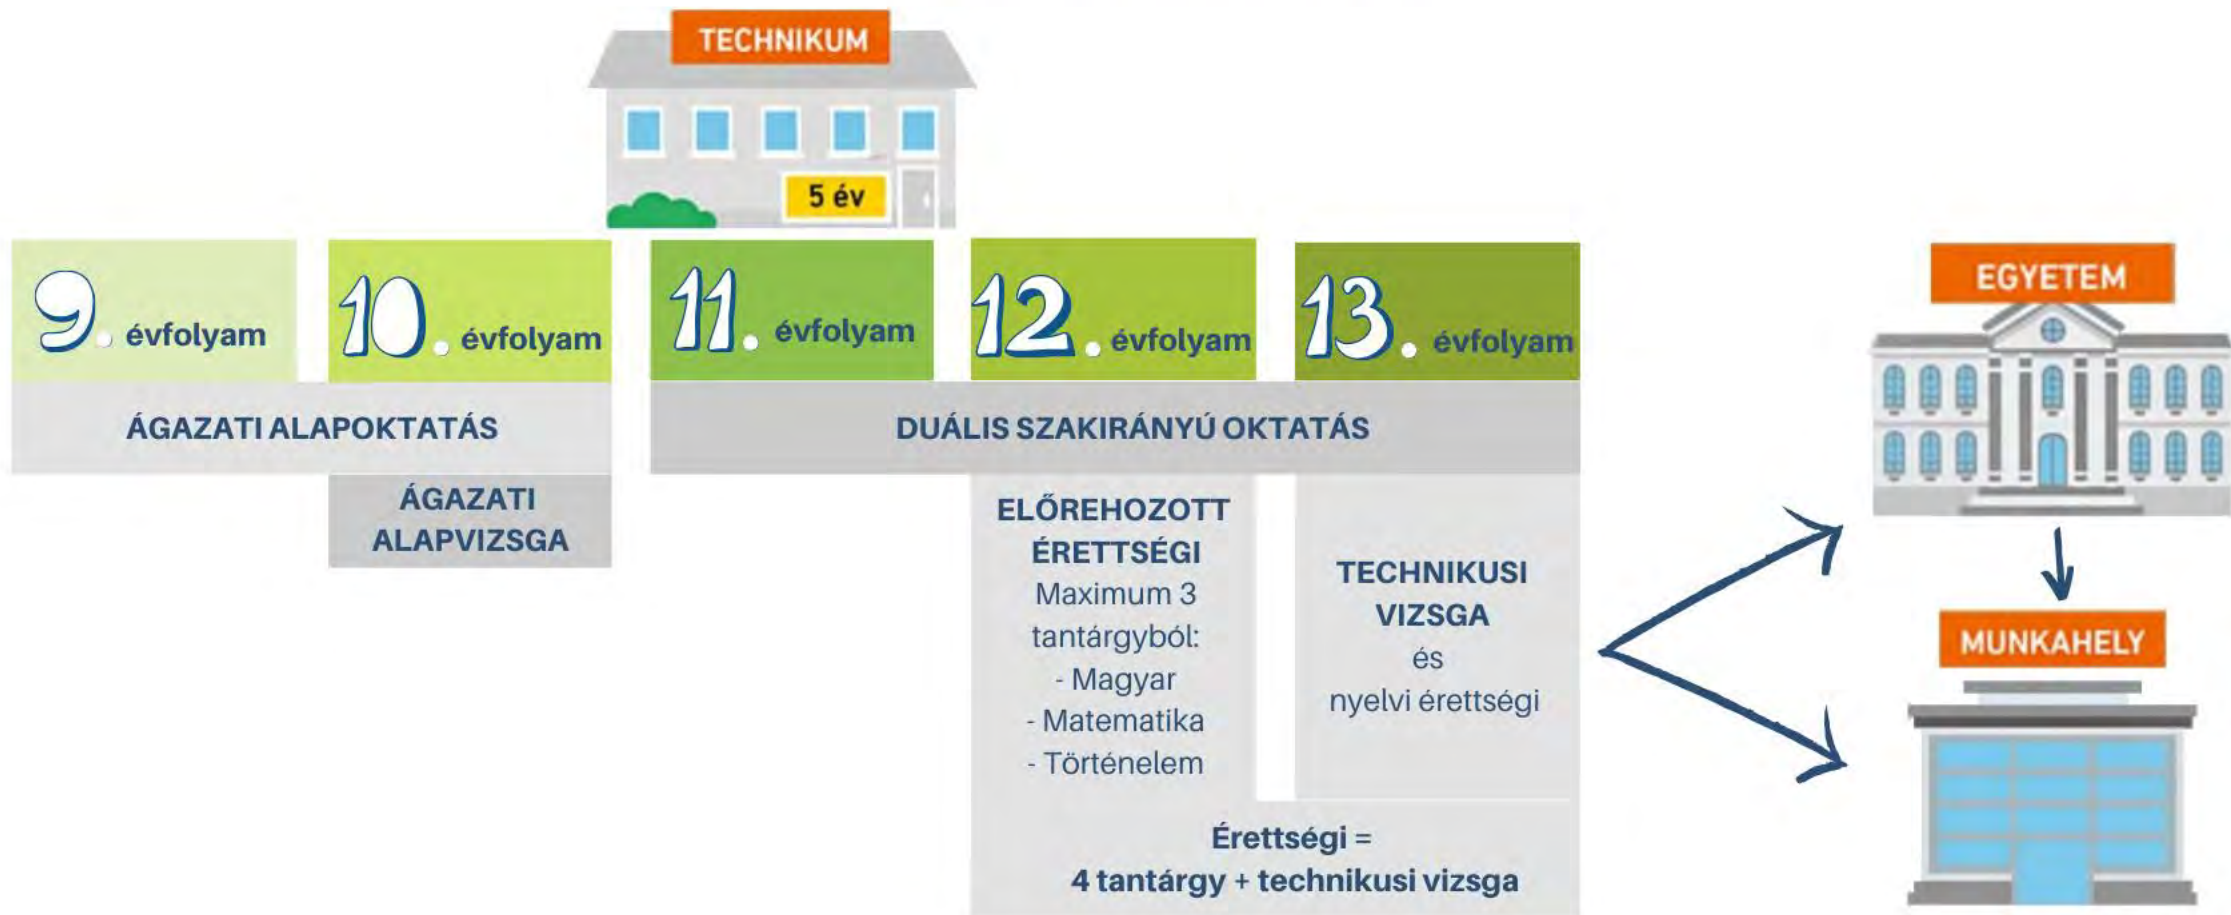 TECHNIKUM
5 év
9. évfolyam
10. évfolyam
11. évfolyam
12. évfolyam
13. évfolyam
ÁGAZATI ALAPOKTATÁS
DUÁLIS SZAKIRÁNYÚ OKTATÁS
ÁGAZATI
ALAPVIZSGA
ELŐREHOZOTT
ÉRETTSÉGI
Maximum 3
tantárgyból:
- Magyar
- Matematika
- Történelem
TECHNIKUSI
VIZSGA
és
nyelvi érettségi
Érettségi =
4 tantárgy + technikusi vizsga
EGYETEM
MUNKAHELY